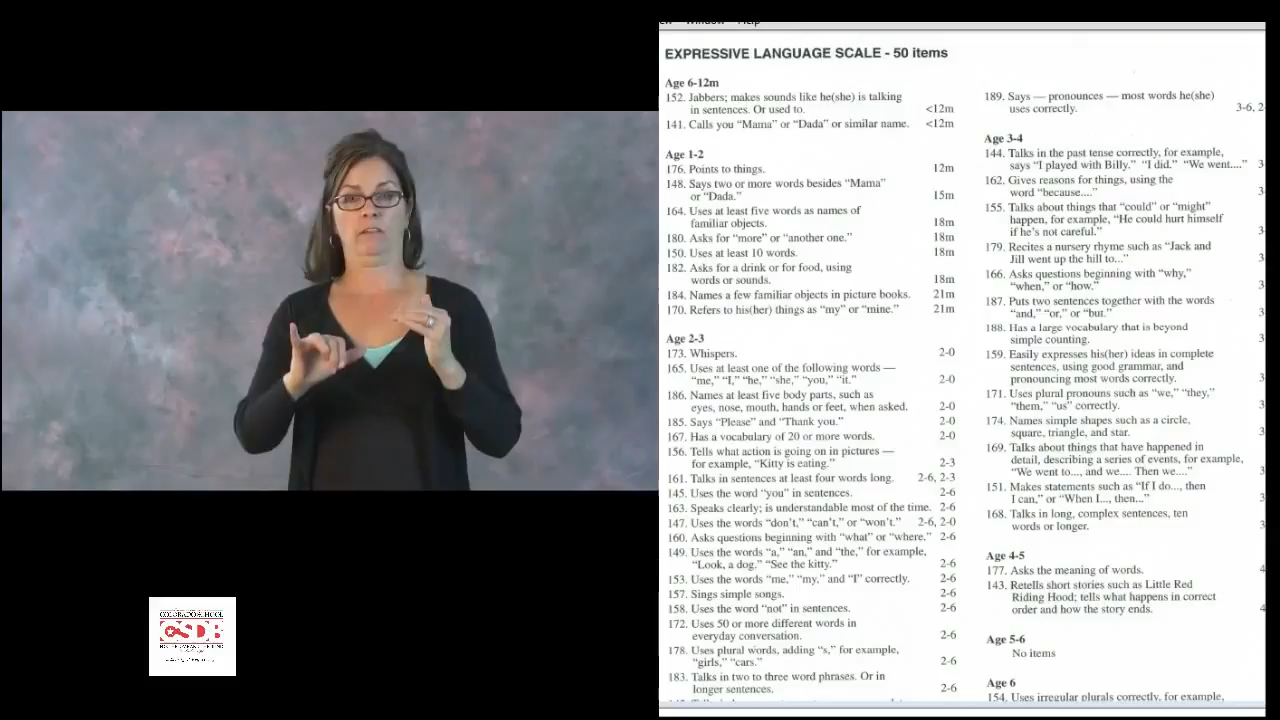 Window Help
EXPRESSIVE LANGUAGE SCALE - 50 items
Age 6-12m
152. Jabbers; makes sounds like he(she) is talking
in sentences. Or used to. <12m
141. Calls you “Mama” or “Dada” or similar name. <12m
Age 1-2
176. Points to things. 12m
148. Says two or more words besides “Mama”
or “Dada.” 15m
164. Uses at least five words as names of
familiar objects. 18m
180. Asks for “more” or “another one.” 18m
150. Uses at least 10 words. 18m
182. Asks for a drink or for food, using
words or sounds. 18m
184. Names a few familiar objects in picture books. 21m
170. Refers to his(her) things as “my” or “mine.” 21m
Age 2-3
173. Whispers. 2-0
165. Uses at least one of the following words —
“me,” “I,” “he,” “she,” “you,” “it.” 2-0
186. Names at least five body parts, such as
eyes, nose, mouth, hands or feet, when asked. 2-0
185. Says “Please” and “Thank you.” 2-0
167. Has a vocabulary of 20 or more words. 2-0
156. Tells what action is going on in pictures —
for example, “Kitty is eating.” 2-3
161. Talks in sentences at least four words long. 2-6, 2-3
145. Uses the word “you” in sentences. 2-6
163. Speaks clearly; is understandable most of the time. 2-6
147. Uses the words “don’t,” “can’t,” or “won’t.” 2-6, 2-0
160. Asks questions beginning with “what” or “where.” 2-6
149. Uses the words “a,” “an,” and “the,” for example,
“Look, a dog.” “See the kitty.” 2-6
153. Uses the words “me,” “my,” and “I” correctly. 2-6
157. Sings simple songs. 2-6
158. Uses the word “not” in sentences. 2-6
172. Uses 50 or more different words in
everyday conversation. 2-6
178. Uses plural words, adding “s,” for example,
“girls,” “cars.” 2-6
183. Talks in two to three word phrases. Or in
longer sentences. 2-6
189. Says — pronounces — most words he(she)
uses correctly. 3-6, 2
Age 3-4
144. Talks in the past tense correctly, for example,
says “I played with Billy.” “I did.” “We went....” 3
162. Gives reasons for things, using the
word “because....” 3
155. Talks about things that “could” or “might”
happen, for example, “He could hurt himself
if he’s not careful.” 3
179. Recites a nursery rhyme such as “Jack and
Jill went up the hill to...” 3
166. Asks questions beginning with “why,”
“when,” or “how.” 3
187. Puts two sentences together with the words
“and,” “or,” or “but.” 3
188. Has a large vocabulary that is beyond
simple counting. 3
159. Easily expresses his(her) ideas in complete
sentences, using good grammar, and
pronouncing most words correctly. 3
171. Uses plural pronouns such as “we,” “they,”
“them,” “us” correctly. 3
174. Names simple shapes such as a circle,
square, triangle, and star. 3
169. Talks about things that have happened in
detail, describing a series of events, for example,
“We went to..., and we.... Then we....” 3
151. Makes statements such as “If I do..., then
I can,” or “When I..., then...” 3
168. Talks in long, complex sentences, ten
words or longer. 3
Age 4-5
177. Asks the meaning of words. 4
143. Retells short stories such as Little Red
Riding Hood; tells what happens in correct
order and how the story ends. 4
Age 5-6
No items
Age 6
154. Uses irregular plurals correctly, for example,
COLORADO SCHOOL
CSDB